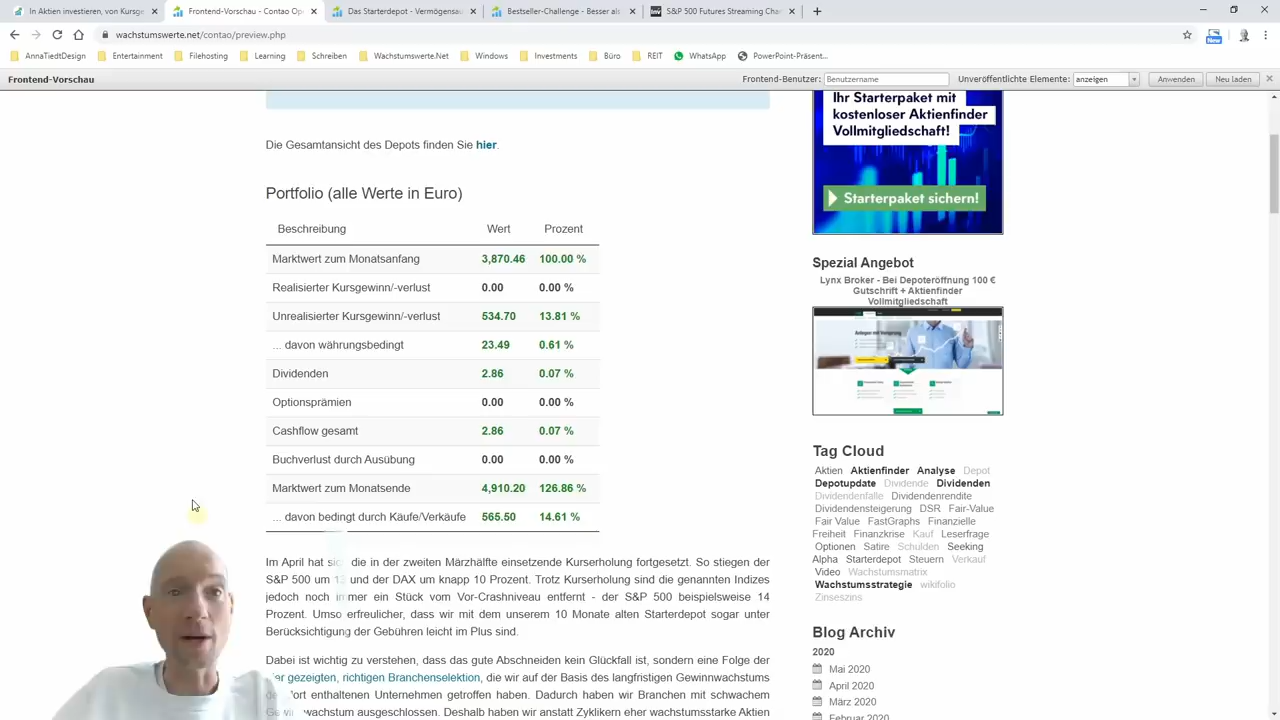 In Aktien investieren, von Kunden
Frontend-Vorschau - Contao Op
Das Starterdepot – Vermögensau
Bestseller-Challenge - Besser als
S&P 500 Futures Streaming Cha
wachstumswerte.net/contao/preview.php
AnnaTiedtDesign Entertainment Filehosting Learning Schreiben Wachstumswerte.Net Windows Investments Büro REIT WhatsApp PowerPoint-Präsent...
Frontend-Vorschau
Frontend-Benutzer: Benutzername Unveröffentlichte Elemente: anzeigen Anwenden Neu laden
Die Gesamtansicht des Depots finden Sie hier.
Portfolio (alle Werte in Euro)
Beschreibung Wert Prozent
Marktwert zum Monatsanfang 3,870.46 100.00 %
Realisierter Kursgewinn/-verlust 0.00 0.00 %
Unrealisierter Kursgewinn/-verlust 534.70 13.81 %
... davon währungsbedingt 23.49 0.61 %
Dividenden 2.86 0.07 %
Optionsprämien 0.00 0.00 %
Cashflow gesamt 2.86 0.07 %
Buchverlust durch Ausübung 0.00 0.00 %
Marktwert zum Monatsende 4,910.20 126.86 %
... davon bedingt durch Käufe/Verkäufe 565.50 14.61 %
Im April hat sich die in der zweiten Märzhälfte einsetzende Kurserholung fortgesetzt. So stiegen der
S&P 500 um und der DAX um knapp 10 Prozent. Trotz Kurserholung sind die genannten Indizes
jedoch noch immer ein Stück vom Vor-Crashniveau entfernt - der S&P 500 beispielsweise 14
Prozent. Umso erfreulicher, dass wir mit dem unserem 10 Monate alten Starterdepot sogar unter
Berücksichtigung der Gebühren leicht im Plus sind.
Dabei ist wichtig zu verstehen, dass das gute Abschneiden kein Glückfall ist, sondern eine Folge der
gezeigten, richtigen Branchenselektion, die wir auf der Basis des langfristigen Gewinnwachstums
der dort enthaltenen Unternehmen getroffen haben. Dadurch haben wir Branchen mit schwachem
Gewinnwachstum ausgeschlossen. Deshalb haben wir anstatt Zyklikern eher wachstumsstarke Aktien
Ihr Starterpaket mit
kostenloser Aktienfinder
Vollmitgliedschaft!
Starterpaket sichern!
Spezial Angebot
Lynx Broker - Bei Depoteröffnung 100 €
Gutschrift + Aktienfinder
Vollmitgliedschaft
Tag Cloud
Aktien Aktienfinder Analyse Depot
Depotupdate Dividende Dividenden
Dividendenfalle Dividendenrendite
Dividendensteigerung DSR Fair-Value
Fair Value FastGraphs Finanzielle
Freiheit Finanzkrise Kauf Leserfrage
Optionen Satire Schulden Seeking
Alpha Starterdepot Steuern Verkauf
Video Wachstumsmatrix
Wachstumsstrategie wikifolio
Zinseszins
Blog Archiv
2020
Mai 2020
April 2020
März 2020
Februar 2020